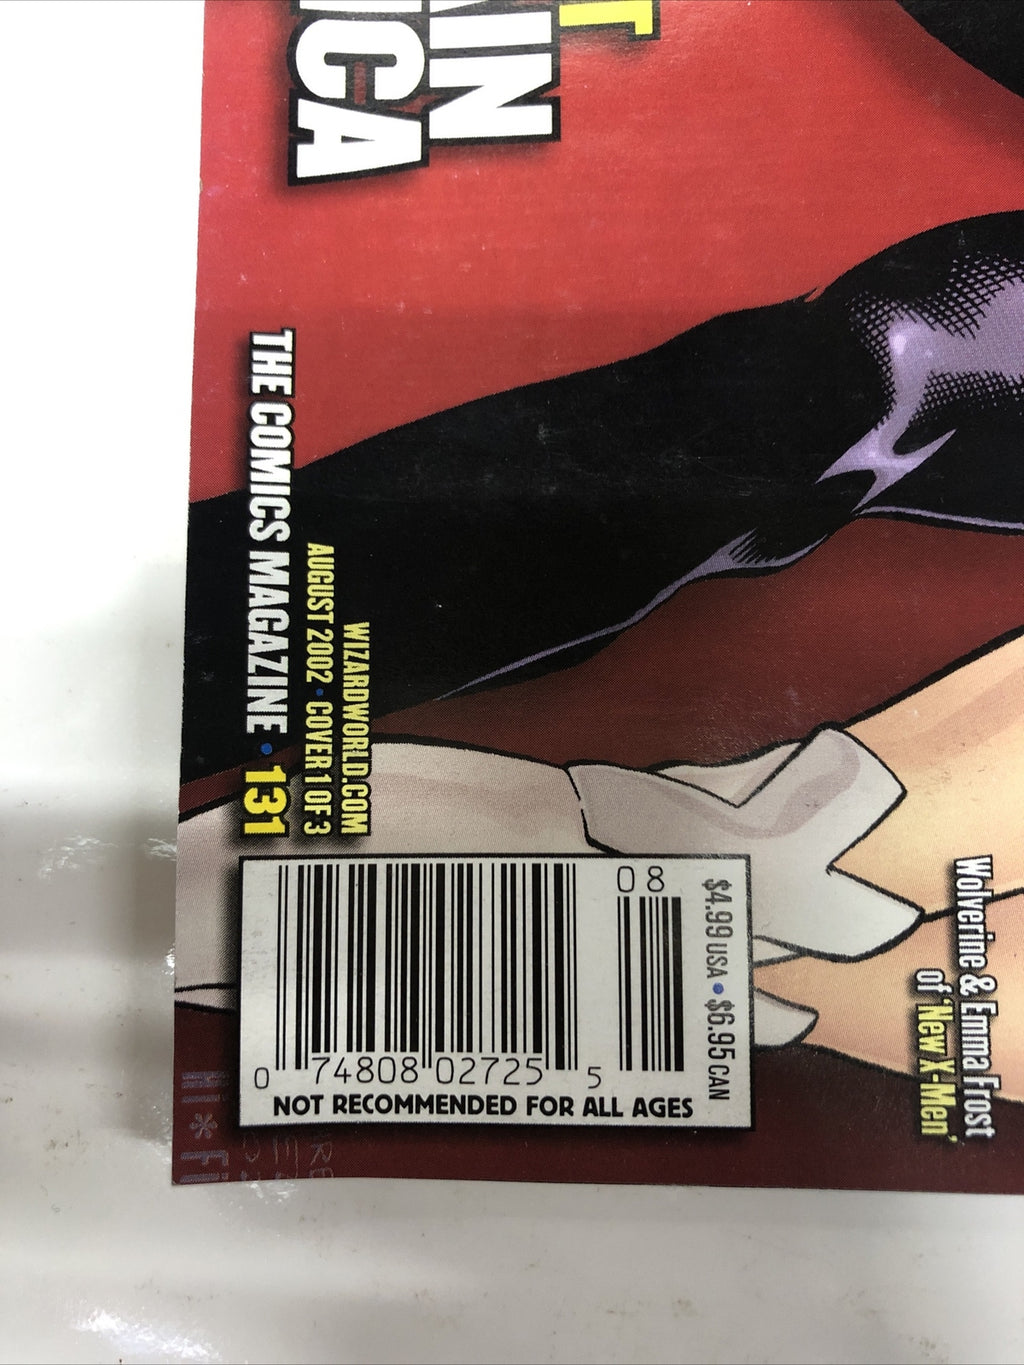 THE COMICS MAGAZINE • 131
WIZARDWORLD.COM
AUGUST 2002 • COVER 1 OF 3
08
$4.99 USA • $6.95 CAN
0 74808 02725 5
NOT RECOMMENDED FOR ALL AGES
Wolverine & Emma Frost
of 'New X-Men'